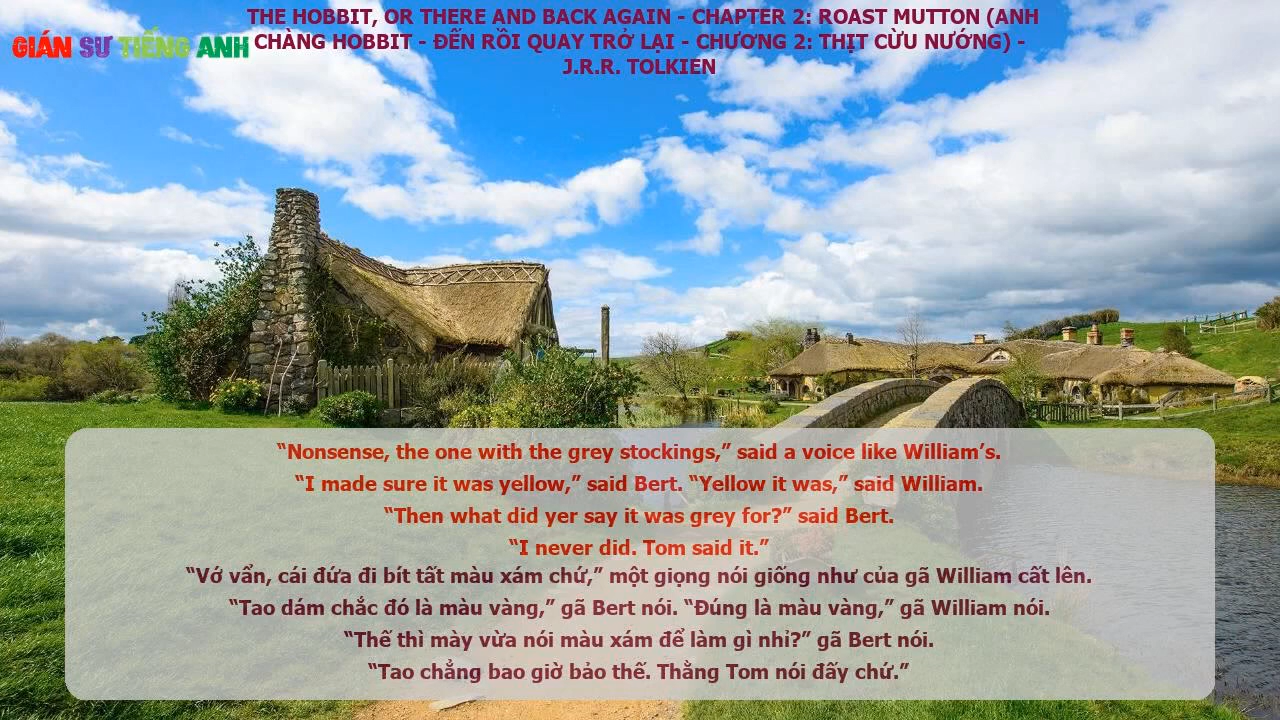 THE HOBBIT, OR THERE AND BACK AGAIN - CHAPTER 2: ROAST MUTTON (ANH
CHÀNG HOBBIT - ĐẾN RỒI QUAY TRỞ LẠI - CHƯƠNG 2: THỊT CỪU NƯỚNG) -
J.R.R. TOLKIEN
GIÁN SỰ TIẾNG ANH
“Nonsense, the one with the grey stockings,” said a voice like William’s.
“I made sure it was yellow,” said Bert. “Yellow it was,” said William.
“Then what did yer say it was grey for?” said Bert.
“I never did. Tom said it.”
“Vớ vẩn, cái đứa đi bít tất màu xám chứ,” một giọng nói giống như của gã William cất lên.
“Tao dám chắc đó là màu vàng,” gã Bert nói. “Đúng là màu vàng,” gã William nói.
“Thế thì mày vừa nói màu xám để làm gì nhỉ?” gã Bert nói.
“Tao chẳng bao giờ bảo thế. Thằng Tom nói đấy chứ.”